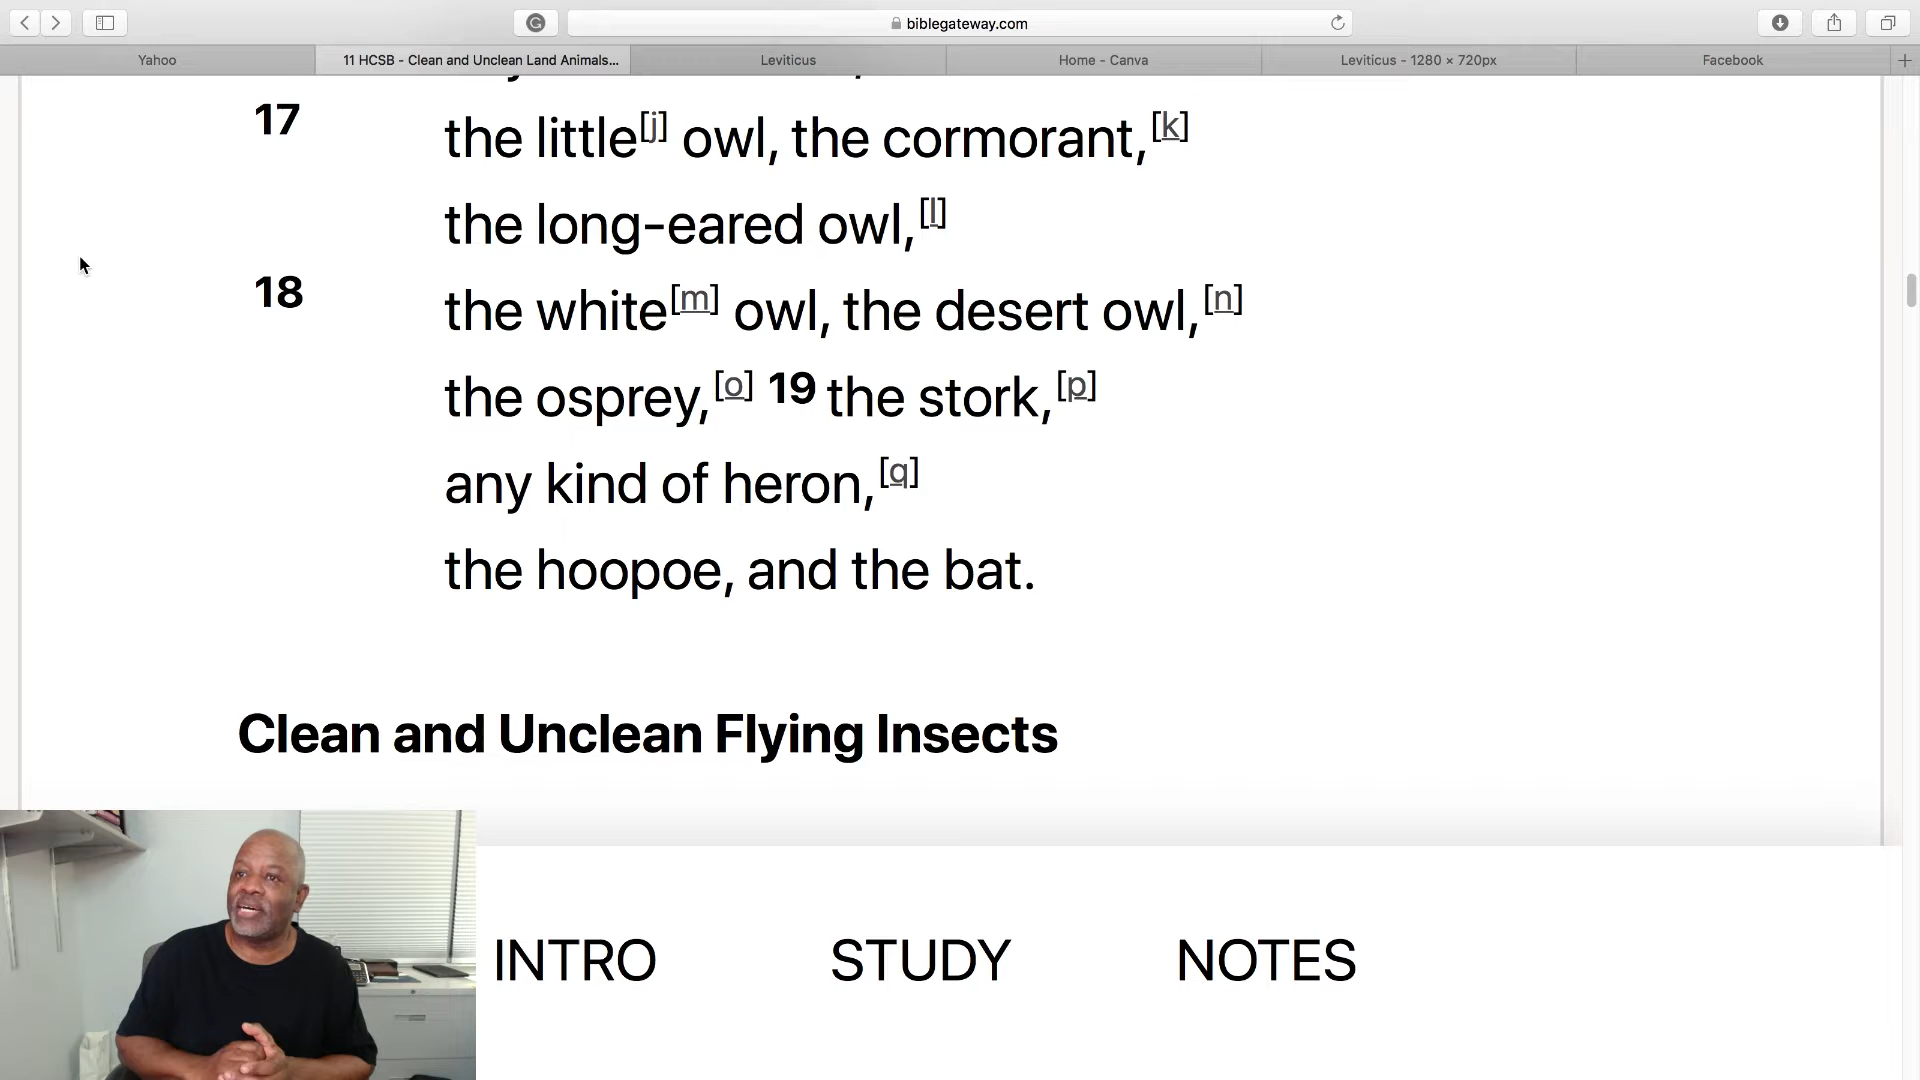 biblegateway.com
Yahoo
11 HCSB - Clean and Unclean Land Animals...
Leviticus
Home - Canva
Leviticus - 1280 × 720px
Facebook
17 the little[j] owl, the cormorant,[k]
the long-eared owl,[l]
18 the white[m] owl, the desert owl,[n]
the osprey,[o] 19 the stork,[p]
any kind of heron,[q]
the hoopoe, and the bat.
Clean and Unclean Flying Insects
INTRO STUDY NOTES